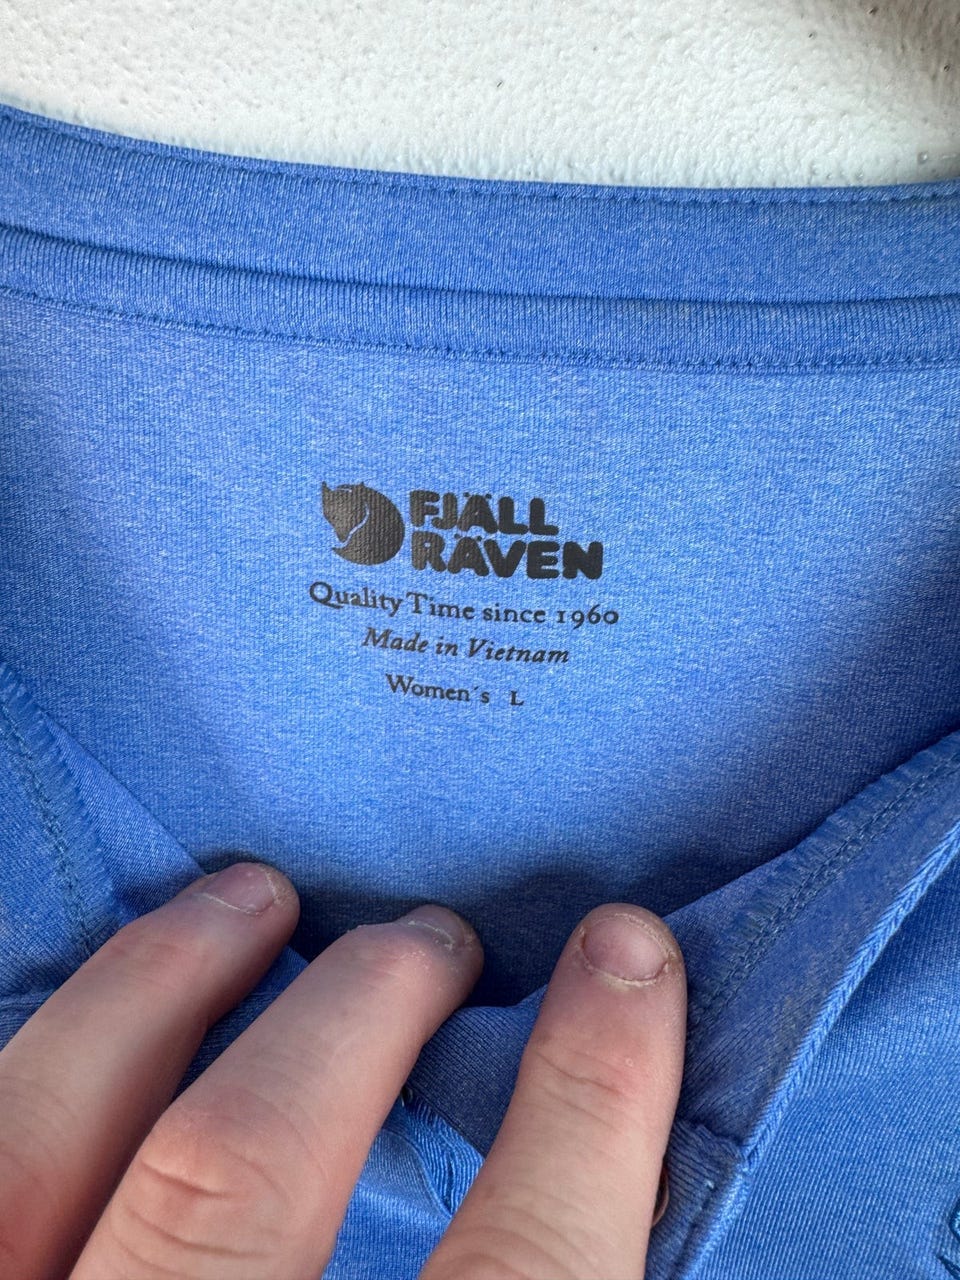 FJÄLL
RÄVEN
Quality Time since 1960
Made in Vietnam
Women´s L